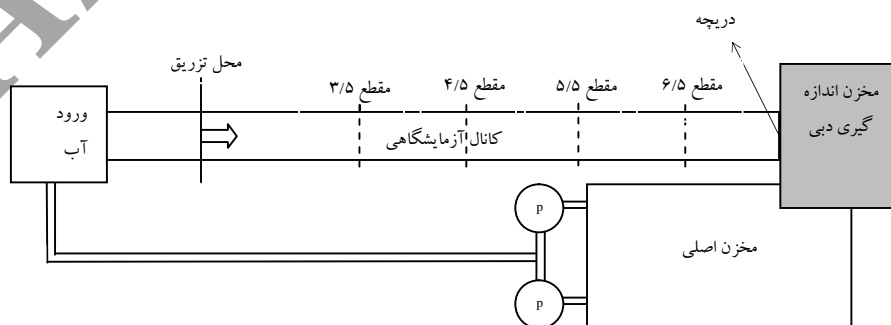 دریچه
محل تزریق
مقطع ۳/۵
مقطع ۴/۵
مقطع ۵/۵
مقطع ۶/۵
مخزن اندازه
گیری دبی
ورود
آب
کانال آزمایشگاهی
p
مخزن اصلی
p